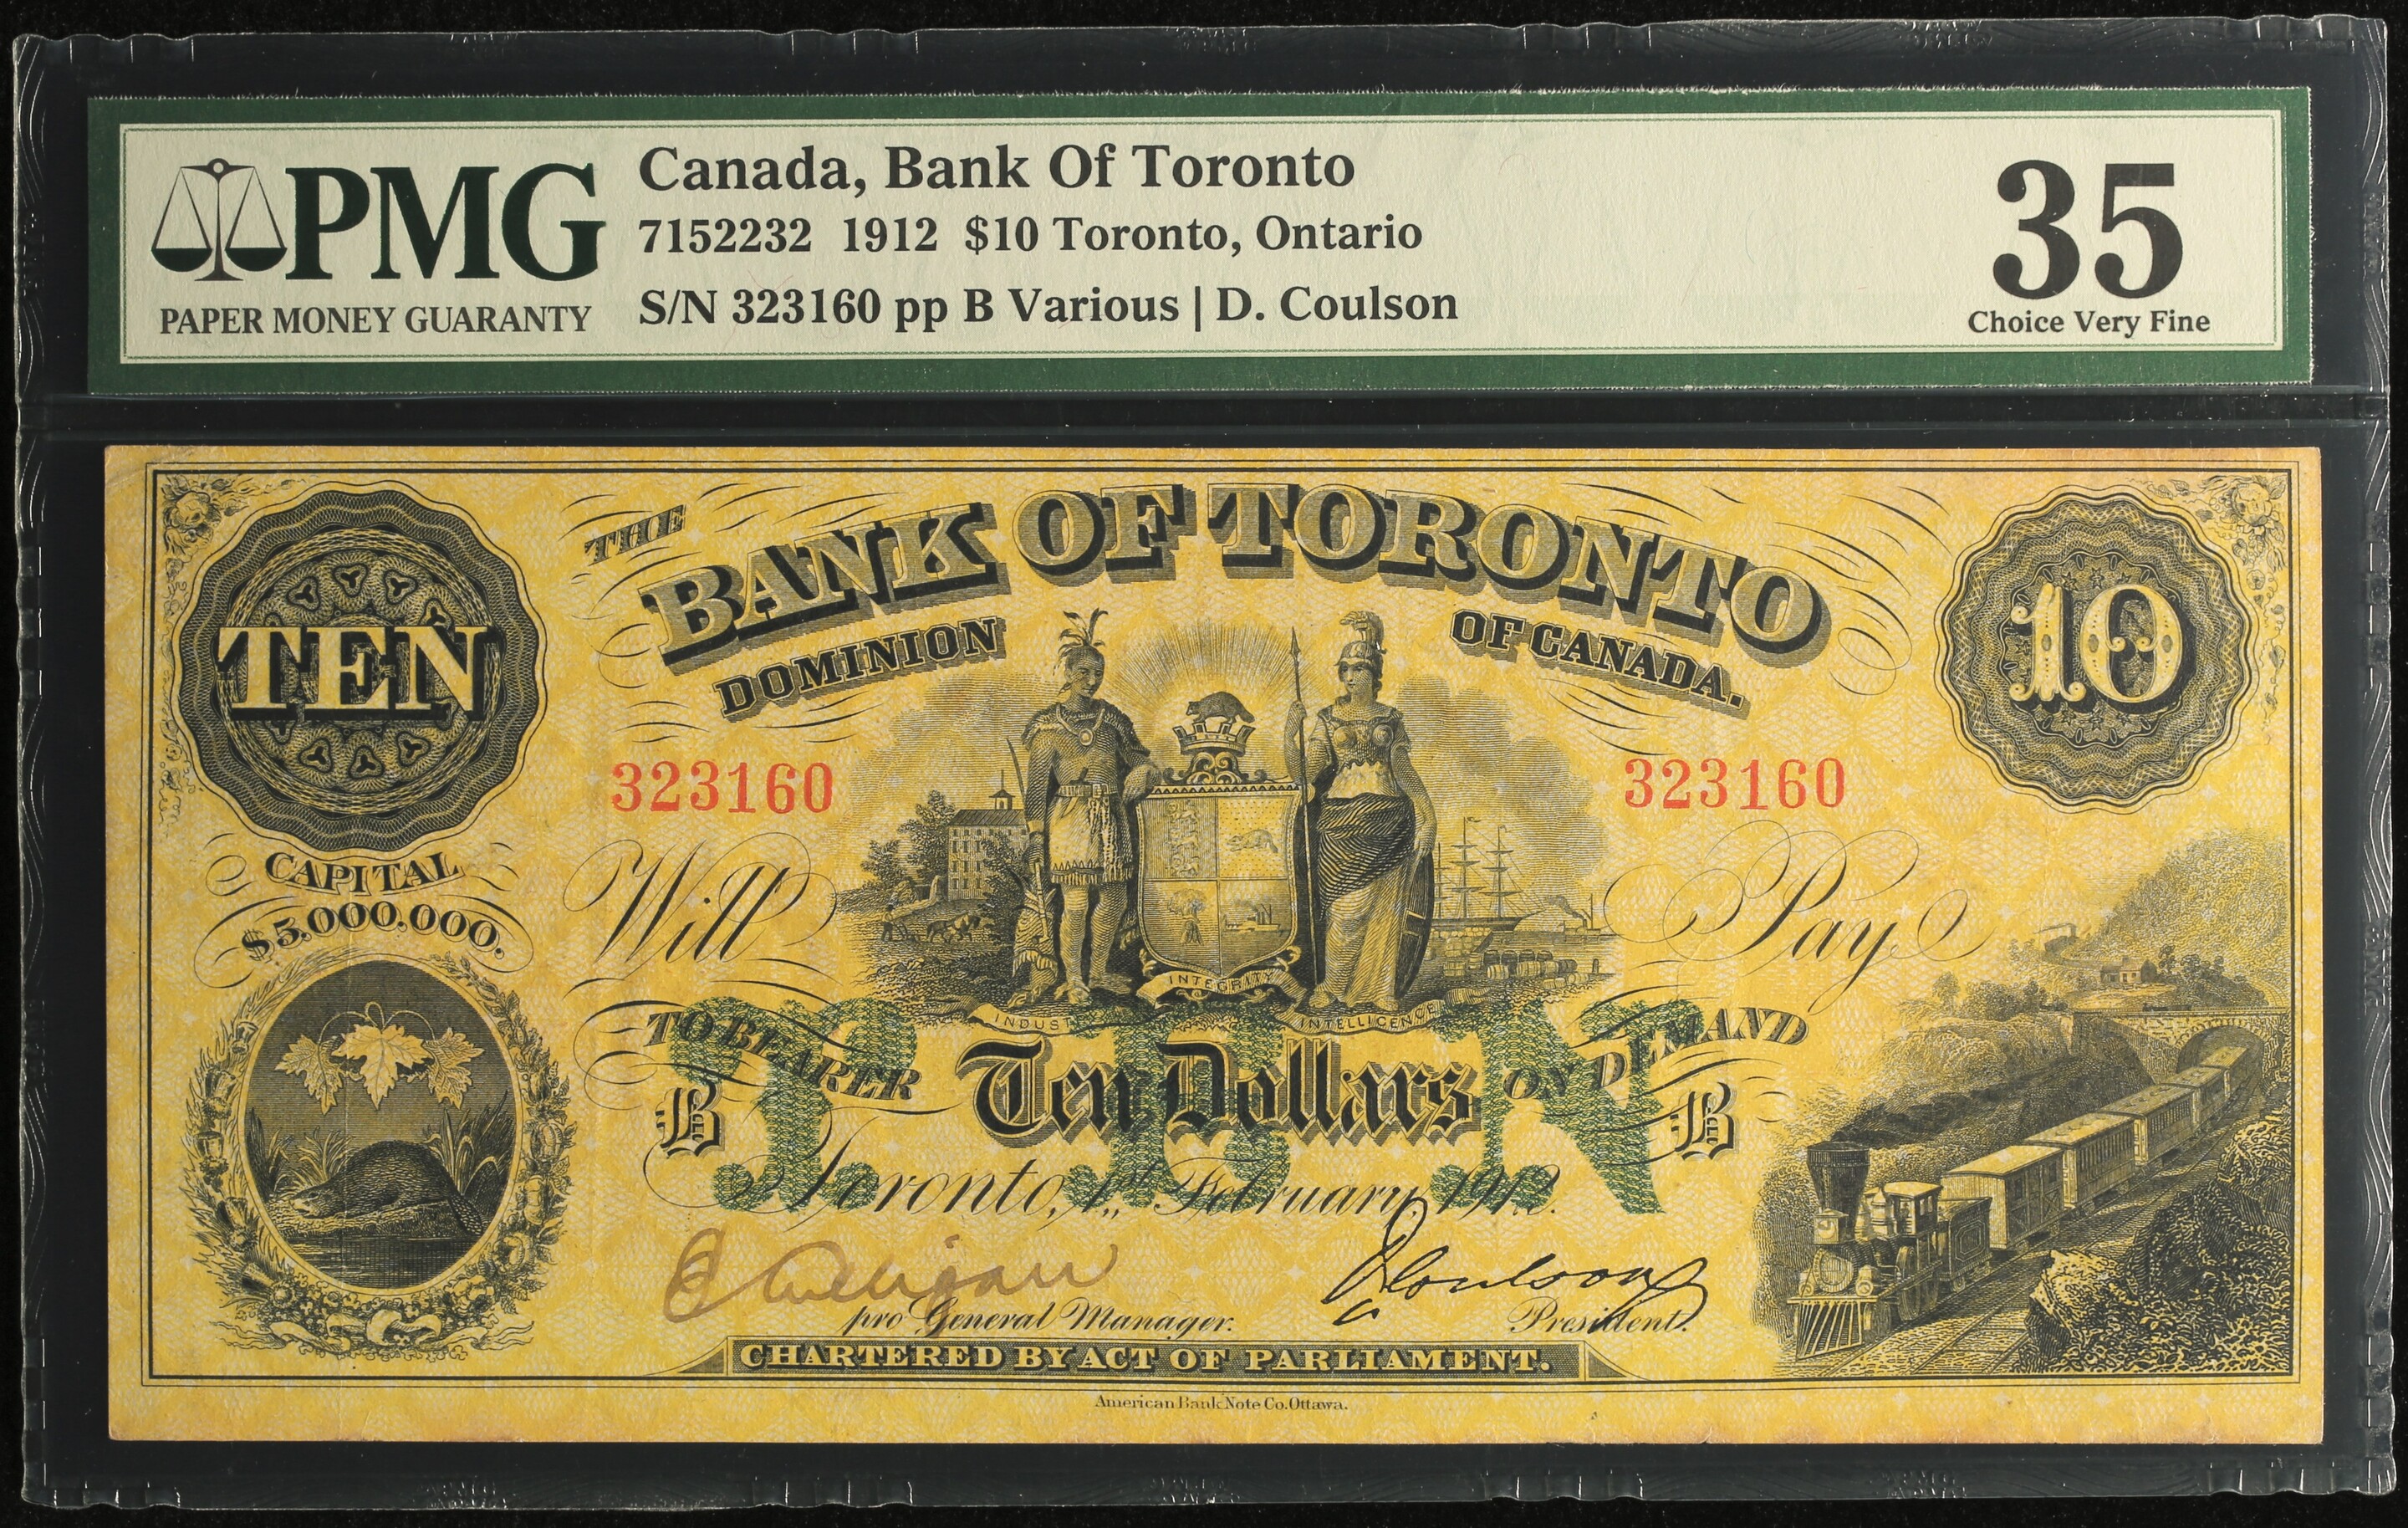 PMG
PAPER MONEY GUARANTY
Canada, Bank Of Toronto
7152232 1912 $10 Toronto, Ontario
S/N 323160 pp B Various | D. Coulson
35
Choice Very Fine
THE
BANK OF TORONTO
DOMINION OF CANADA.
TEN
10
323160 323160
CAPITAL
$5,000,000.
Will Pay
INTEGRITY
INDUST INTELLIGENCE
TO BEARER ON DEMAND
TEN
Ten Dollars
B B
Toronto, 1st February, 1912.
D Coulson
pro General Manager. President.
CHARTERED BY ACT OF PARLIAMENT.
American Bank Note Co. Ottawa.